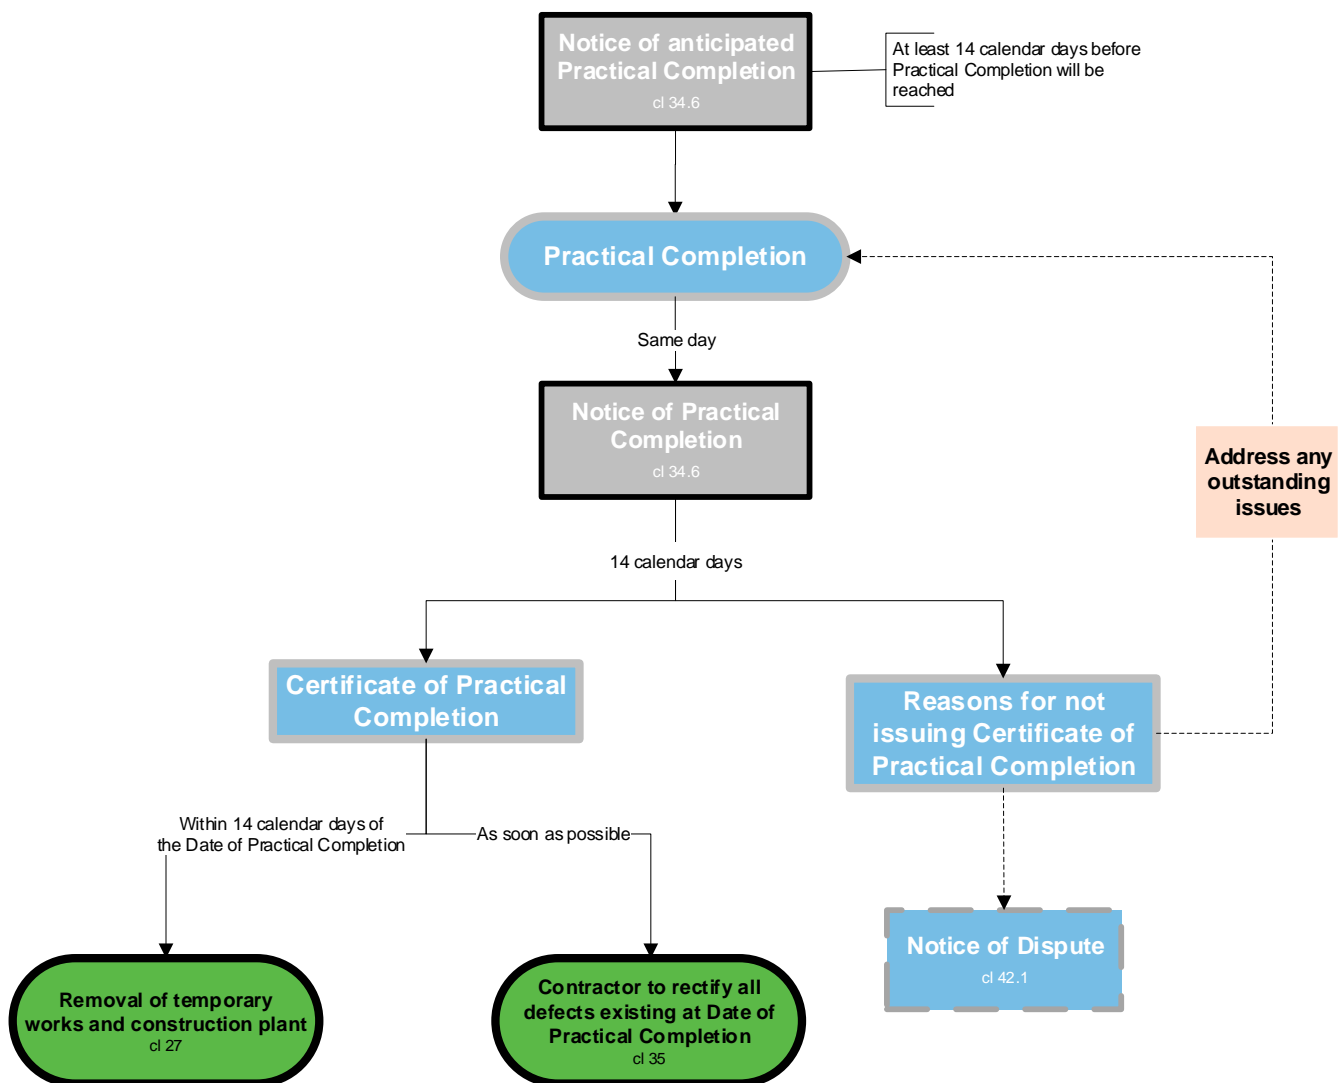 Notice of anticipated
Practical Completion
cl 34.6
At least 14 calendar days before
Practical Completion will be
reached
Practical Completion
Same day
Notice of Practical
Completion
cl 34.6
Address any
outstanding
issues
14 calendar days
Certificate of Practical
Completion
Reasons for not
issuing Certificate of
Practical Completion
Within 14 calendar days of
the Date of Practical Completion
As soon as possible
Notice of Dispute
cl 42.1
Removal of temporary
works and construction plant
cl 27
Contractor to rectify all
defects existing at Date of
Practical Completion
cl 35